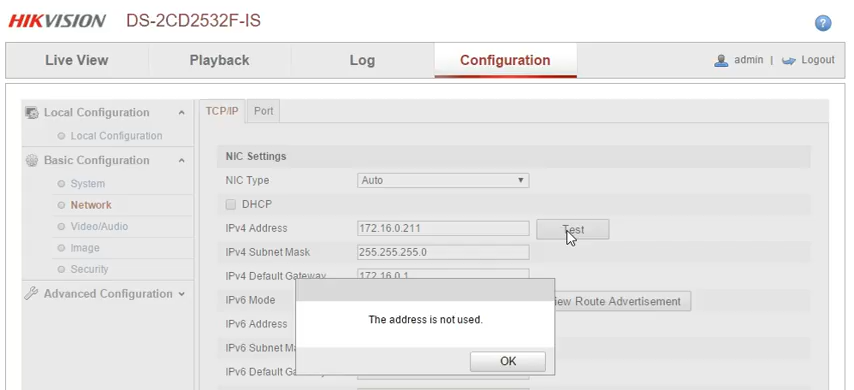 HIKVISION DS-2CD2532F-IS
Live View Playback Log Configuration admin | Logout
Local Configuration
Local Configuration
Basic Configuration
System
Network
Video/Audio
Image
Security
Advanced Configuration
TCP/IP Port
NIC Settings
NIC Type Auto
DHCP
IPv4 Address 172.16.0.211 Test
IPv4 Subnet Mask 255.255.255.0
IPv4 Default Gateway 172.16.0.1
IPv6 Mode Route Advertisement
IPv6 Address
IPv6 Subnet
IPv6 Default
The address is not used.
OK